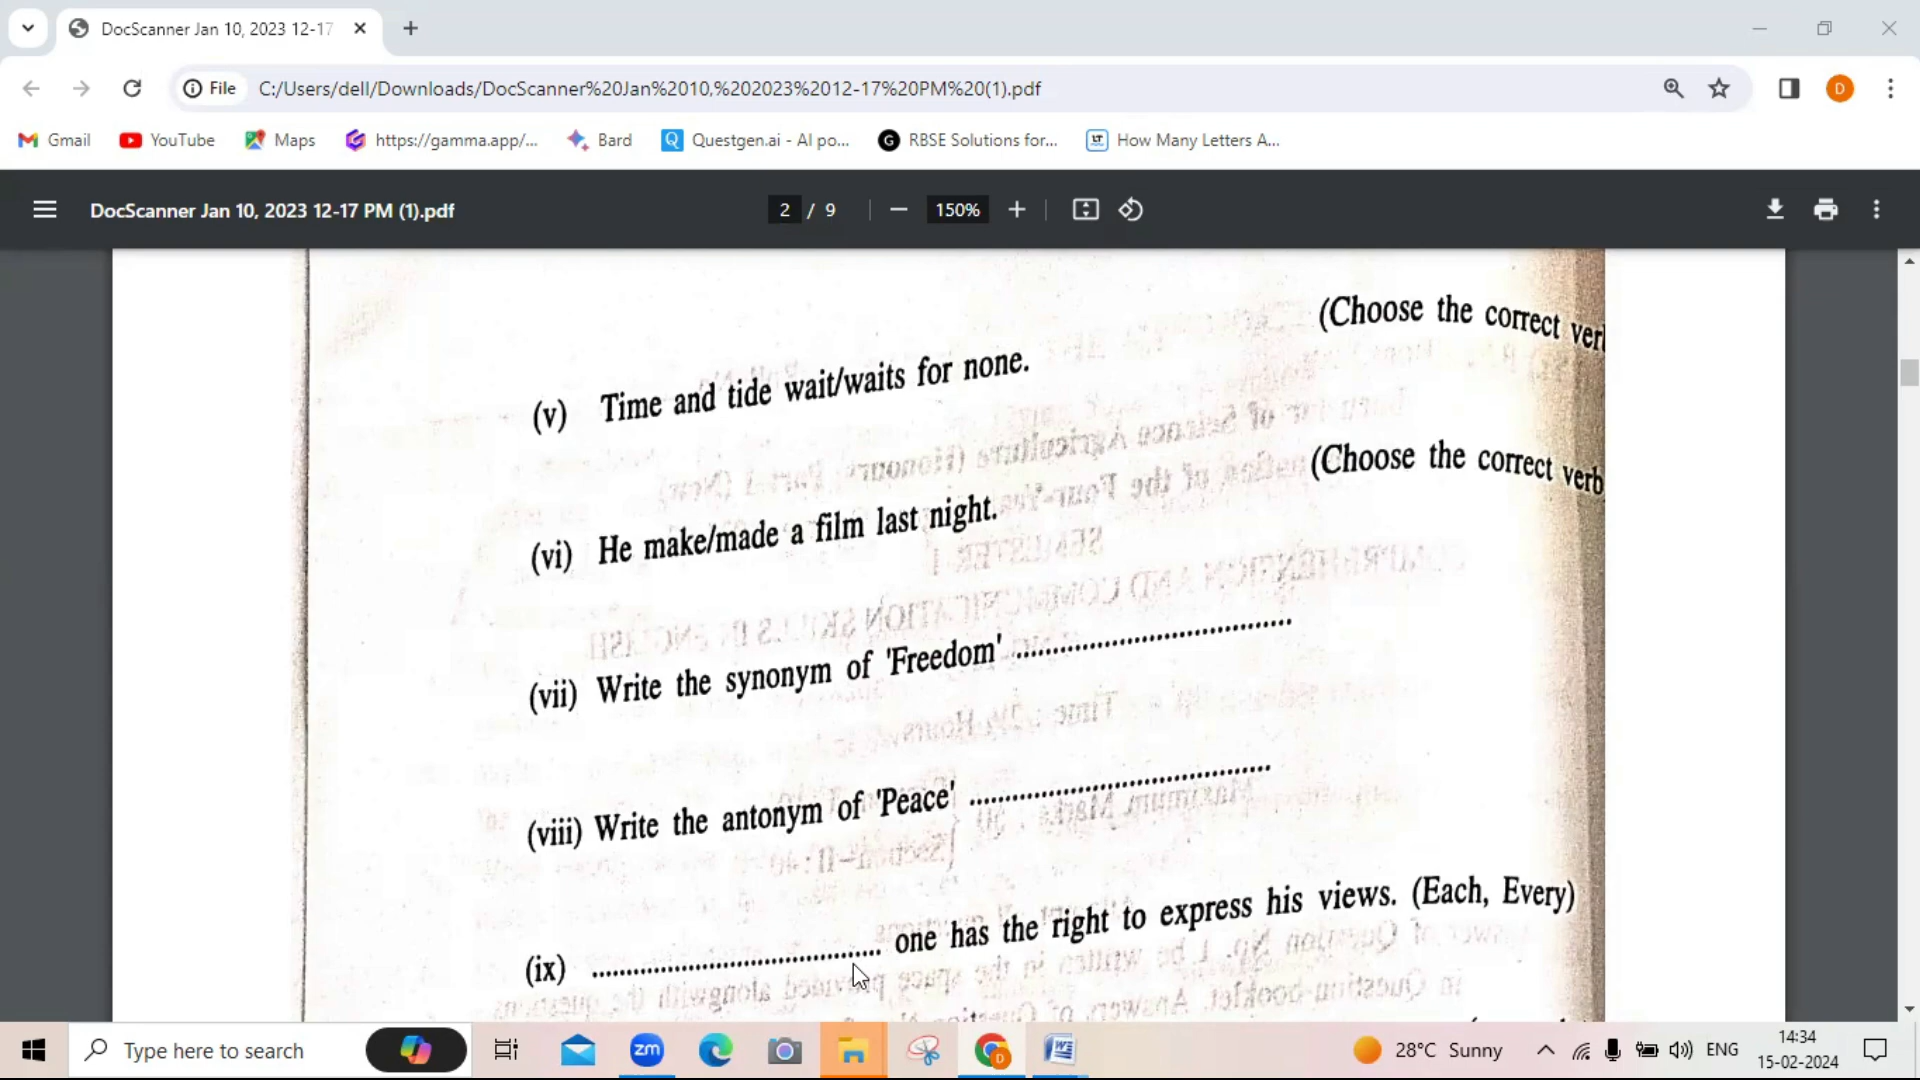 DocScanner Jan 10, 2023 12-17
File
C:/Users/dell/Downloads/DocScanner%20Jan%2010,%202023%2012-17%20PM%20(1).pdf
D
Gmail
YouTube
Maps
https://gamma.app/...
Bard
Questgen.ai - AI po...
RBSE Solutions for...
How Many Letters A...
DocScanner Jan 10, 2023 12-17 PM (1).pdf
2 / 9
150%
(Choose the correct ver
(v) Time and tide wait/waits for none.
(Choose the correct verb
(vi) He make/made a film last night.
(vii) Write the synonym of 'Freedom' ..................................
(viii) Write the antonym of 'Peace' ..................................
(ix) .................................. one has the right to express his views. (Each, Every)
Type here to search
zm
D
28°C Sunny
ENG
14:34
15-02-2024